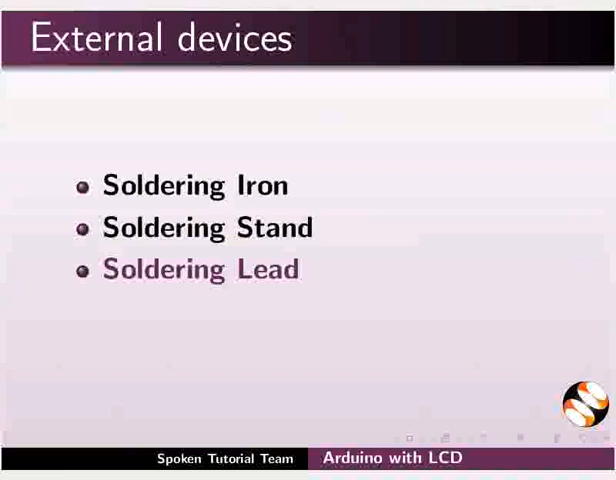 External devices
Soldering Iron
Soldering Stand
Soldering Lead
Spoken Tutorial Team
Arduino with LCD